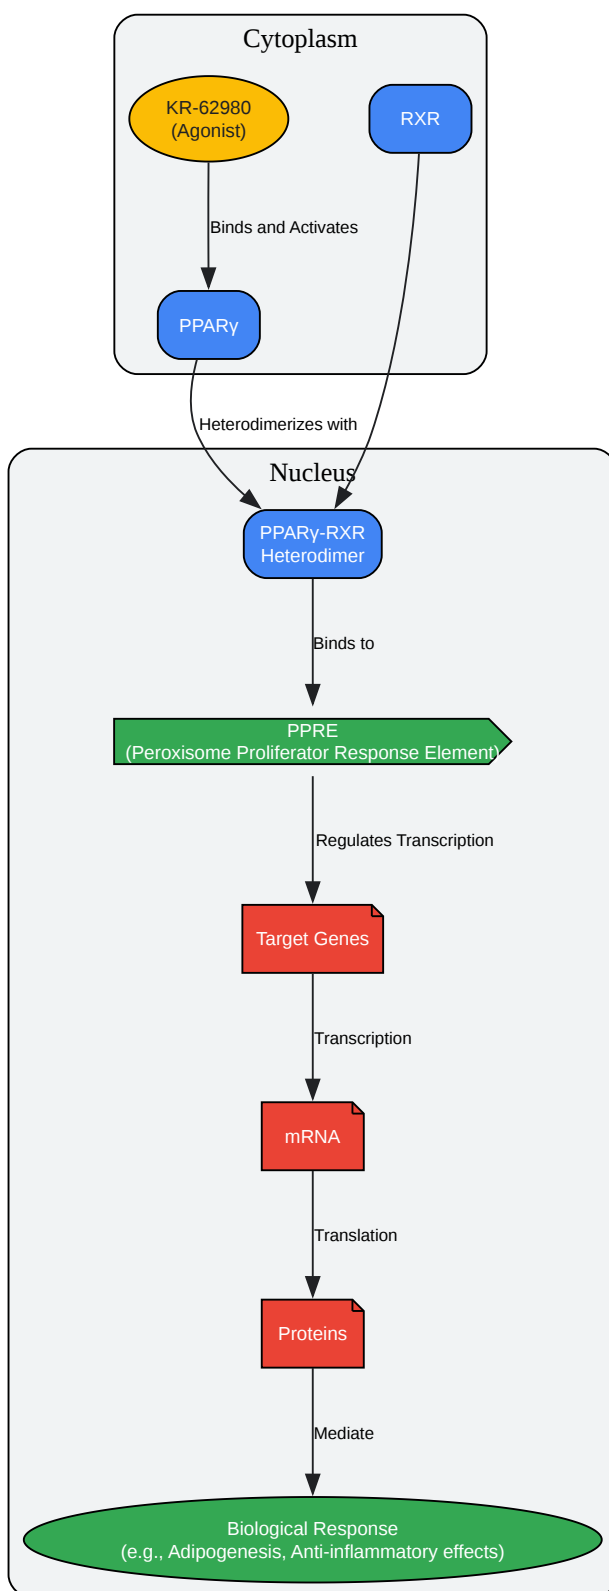 Cytoplasm
KR-62980
(Agonist)
RXR
Binds and Activates
PPARγ
Heterodimerizes with
Nucleus
PPARγ-RXR
Heterodimer
Binds to
PPRE
(Peroxisome Proliferator Response Element)
Regulates Transcription
Target Genes
Transcription
mRNA
Translation
Proteins
Mediate
Biological Response
(e.g., Adipogenesis, Anti-inflammatory effects)